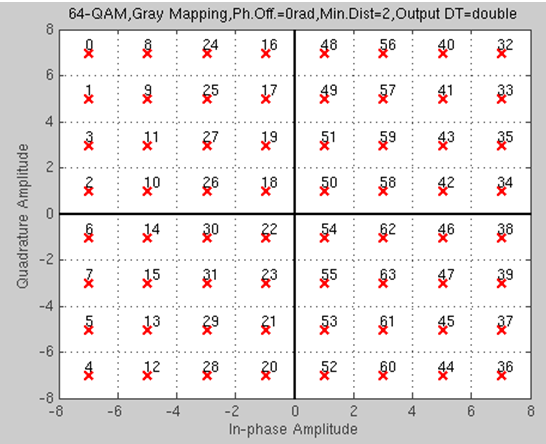 64-QAM,Gray Mapping,Ph.Off.=0rad,Min.Dist=2,Output DT=double
8
0 8 24 16 48 56 40 32
6
1 9 25 17 49 57 41 33
4
3 11 27 19 51 59 43 35
2
2 10 26 18 50 58 42 34
0
6 14 30 22 54 62 46 38
-2
7 15 31 23 55 63 47 39
-4
5 13 29 21 53 61 45 37
-6
4 12 28 20 52 60 44 36
-8
Quadrature Amplitude
-8 -6 -4 -2 0 2 4 6 8
In-phase Amplitude